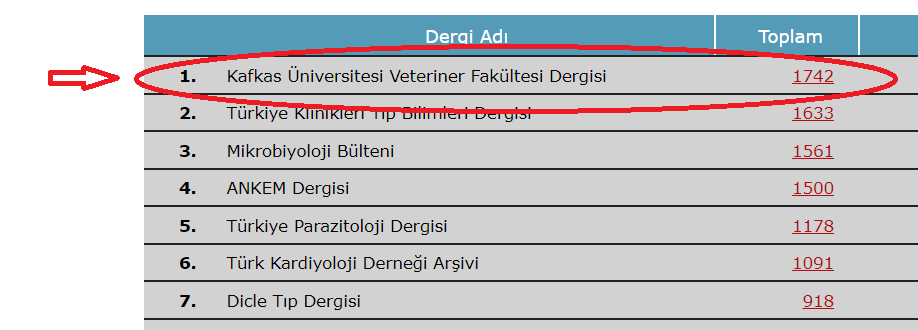 Dergi Adı Toplam
1. Kafkas Üniversitesi Veteriner Fakültesi Dergisi 1742
2. Türkiye Klinikleri Tıp Bilimleri Dergisi 1633
3. Mikrobiyoloji Bülteni 1561
4. ANKEM Dergisi 1500
5. Türkiye Parazitoloji Dergisi 1178
6. Türk Kardiyoloji Derneği Arşivi 1091
7. Dicle Tıp Dergisi 918